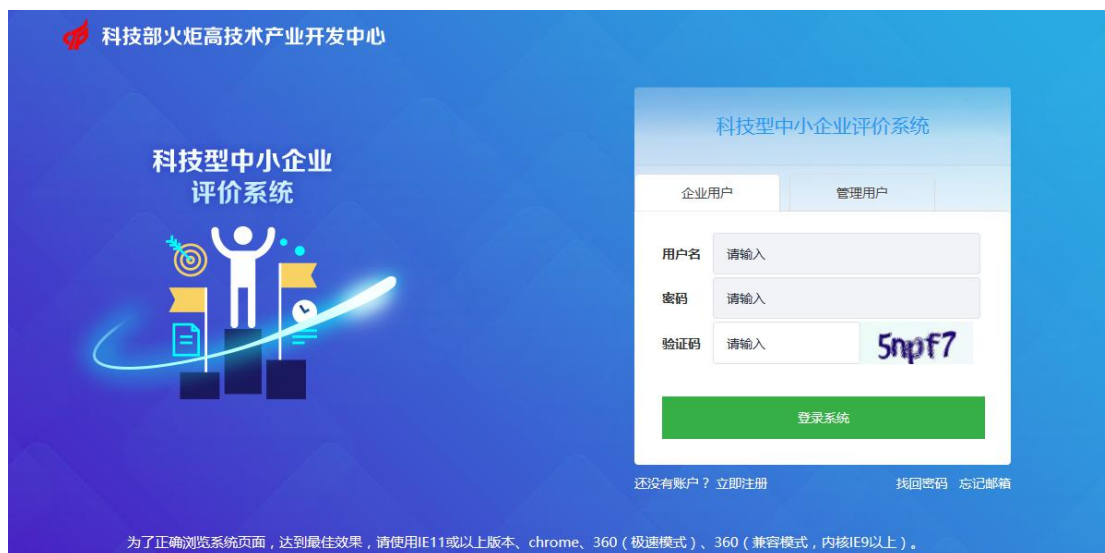 科技部火炬高技术产业开发中心
科技型中小企业
评价系统
科技型中小企业评价系统
企业用户 管理用户
用户名 请输入
密码 请输入
验证码 请输入 5npf7
登录系统
还没有账户？立即注册 找回密码 忘记邮箱
为了正确浏览系统页面，达到最佳效果，请使用IE11或以上版本、chrome、360（极速模式）、360（兼容模式，内核IE9以上）。